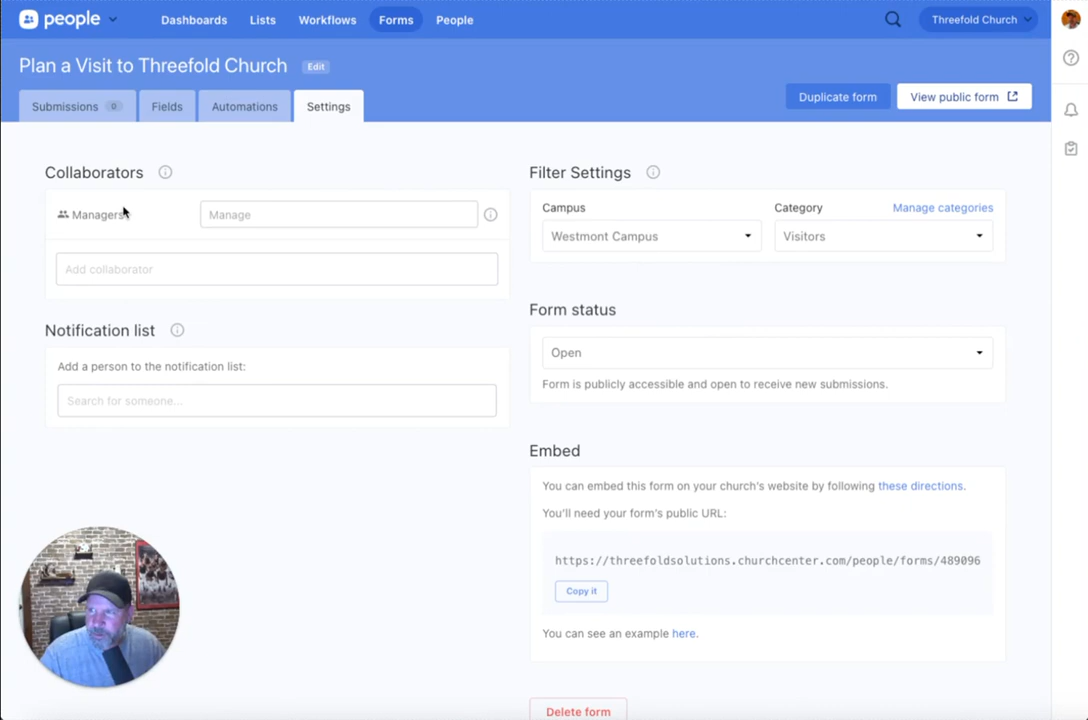 people
Dashboards
Lists
Workflows
Forms
People
Threefold Church
Plan a Visit to Threefold Church
Edit
Submissions 0
Fields
Automations
Settings
Duplicate form
View public form
Collaborators
Managers
Manage
Add collaborator
Notification list
Add a person to the notification list:
Search for someone...
Filter Settings
Campus
Category
Manage categories
Westmont Campus
Visitors
Form status
Open
Form is publicly accessible and open to receive new submissions.
Embed
You can embed this form on your church's website by following these directions.
You'll need your form's public URL:
https://threefoldsolutions.churchcenter.com/people/forms/489096
Copy it
You can see an example here.
Delete form